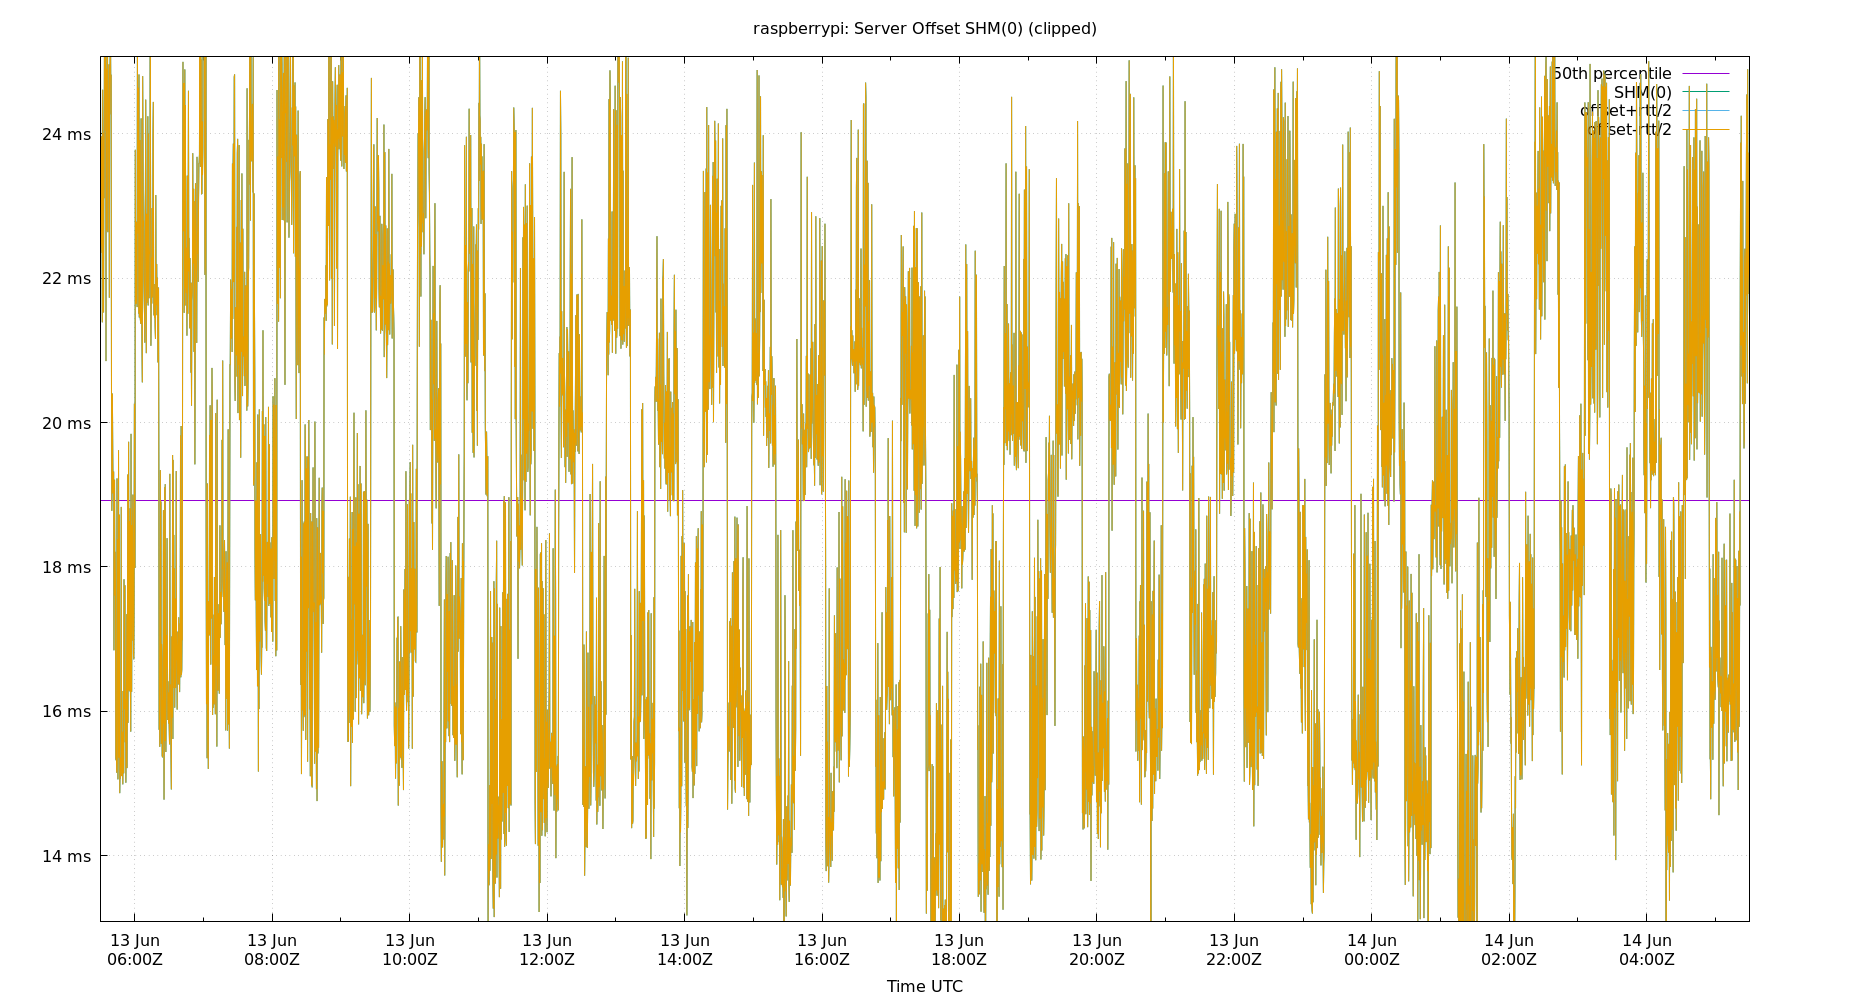 raspberrypi: Server Offset SHM(0) (clipped)
50th percentile
SHM(0)
offset+rtt/2
offset-rtt/2
24 ms
22 ms
20 ms
18 ms
16 ms
14 ms
13 Jun 13 Jun 13 Jun 13 Jun 13 Jun 13 Jun 13 Jun 13 Jun 13 Jun 14 Jun 14 Jun 14 Jun
06:00Z 08:00Z 10:00Z 12:00Z 14:00Z 16:00Z 18:00Z 20:00Z 22:00Z 00:00Z 02:00Z 04:00Z
Time UTC